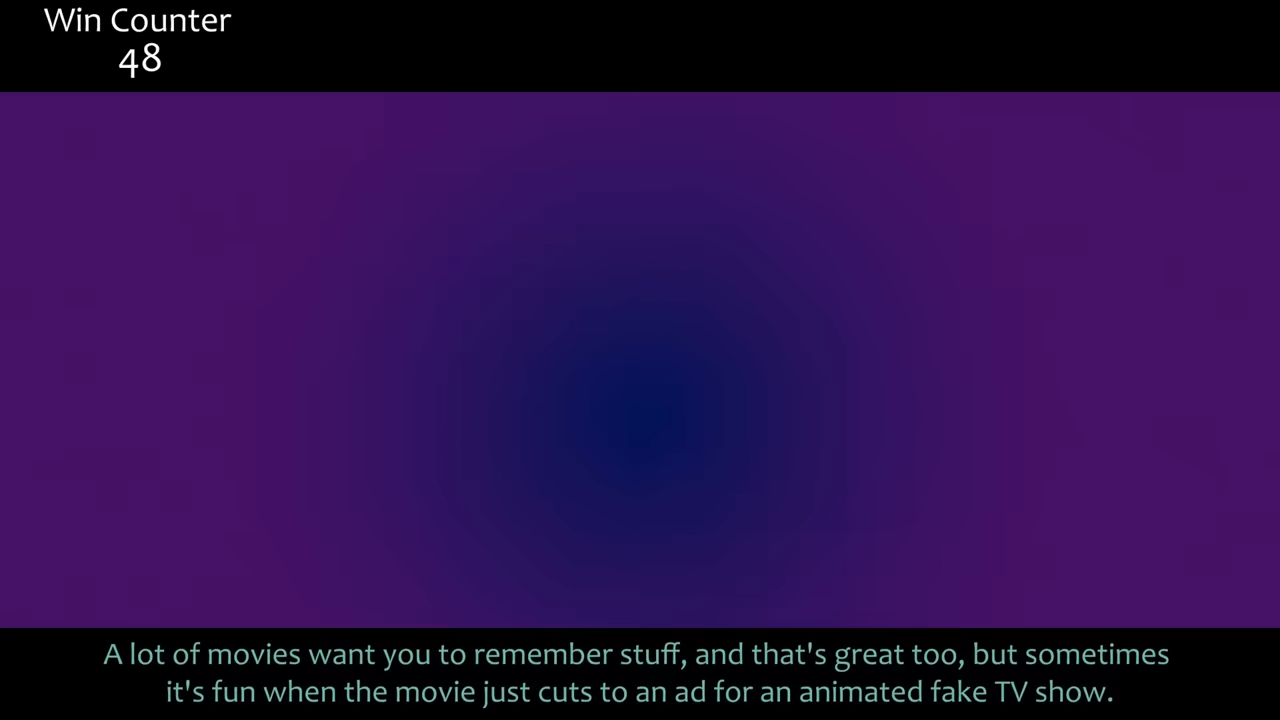 Win Counter
48
A lot of movies want you to remember stuff, and that's great too, but sometimes
it's fun when the movie just cuts to an ad for an animated fake TV show.